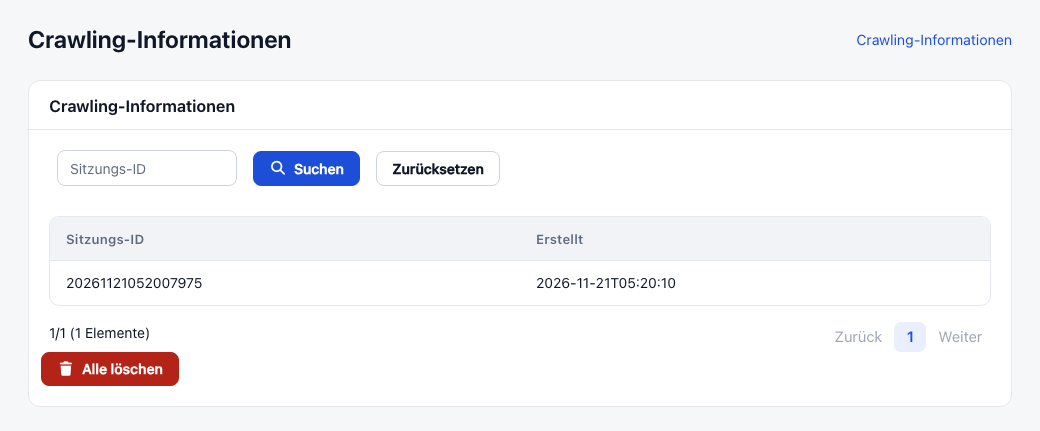 Crawling-Informationen
Crawling-Informationen
Crawling-Informationen
Sitzungs-ID
Suchen
Zurücksetzen
Sitzungs-ID Erstellt
20261121052007975 2026-11-21T05:20:10
1/1 (1 Elemente)
Zurück 1 Weiter
Alle löschen